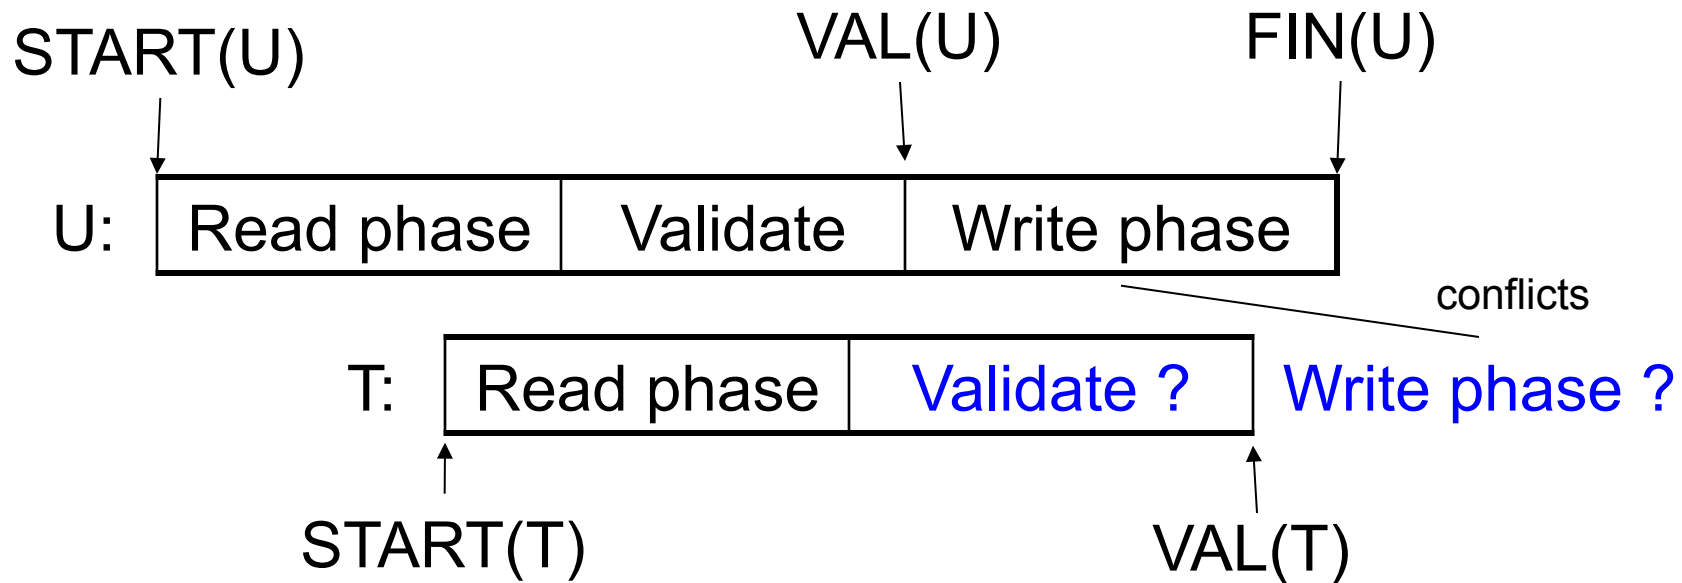 START(U) VAL(U) FIN(U)
U: Read phase Validate Write phase
conflicts
T: Read phase Validate ? Write phase ?
START(T) VAL(T)